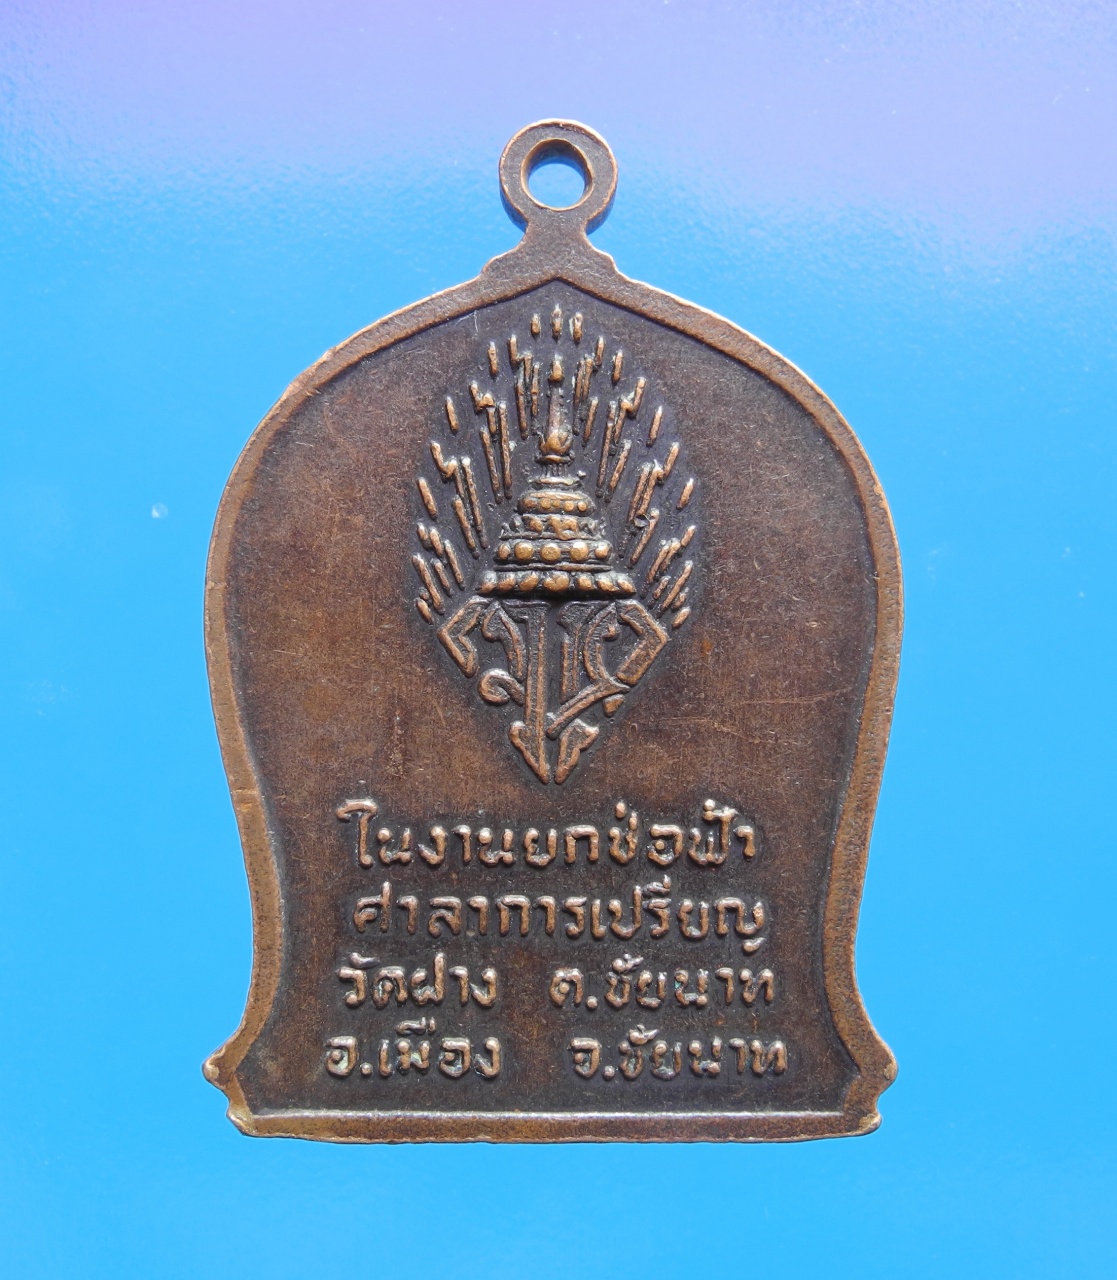 ในงานยกช่อฟ้า
ศาลาการเปรียญ
วัดฝาง ต.ชัยนาท
อ.เมือง จ.ชัยนาท